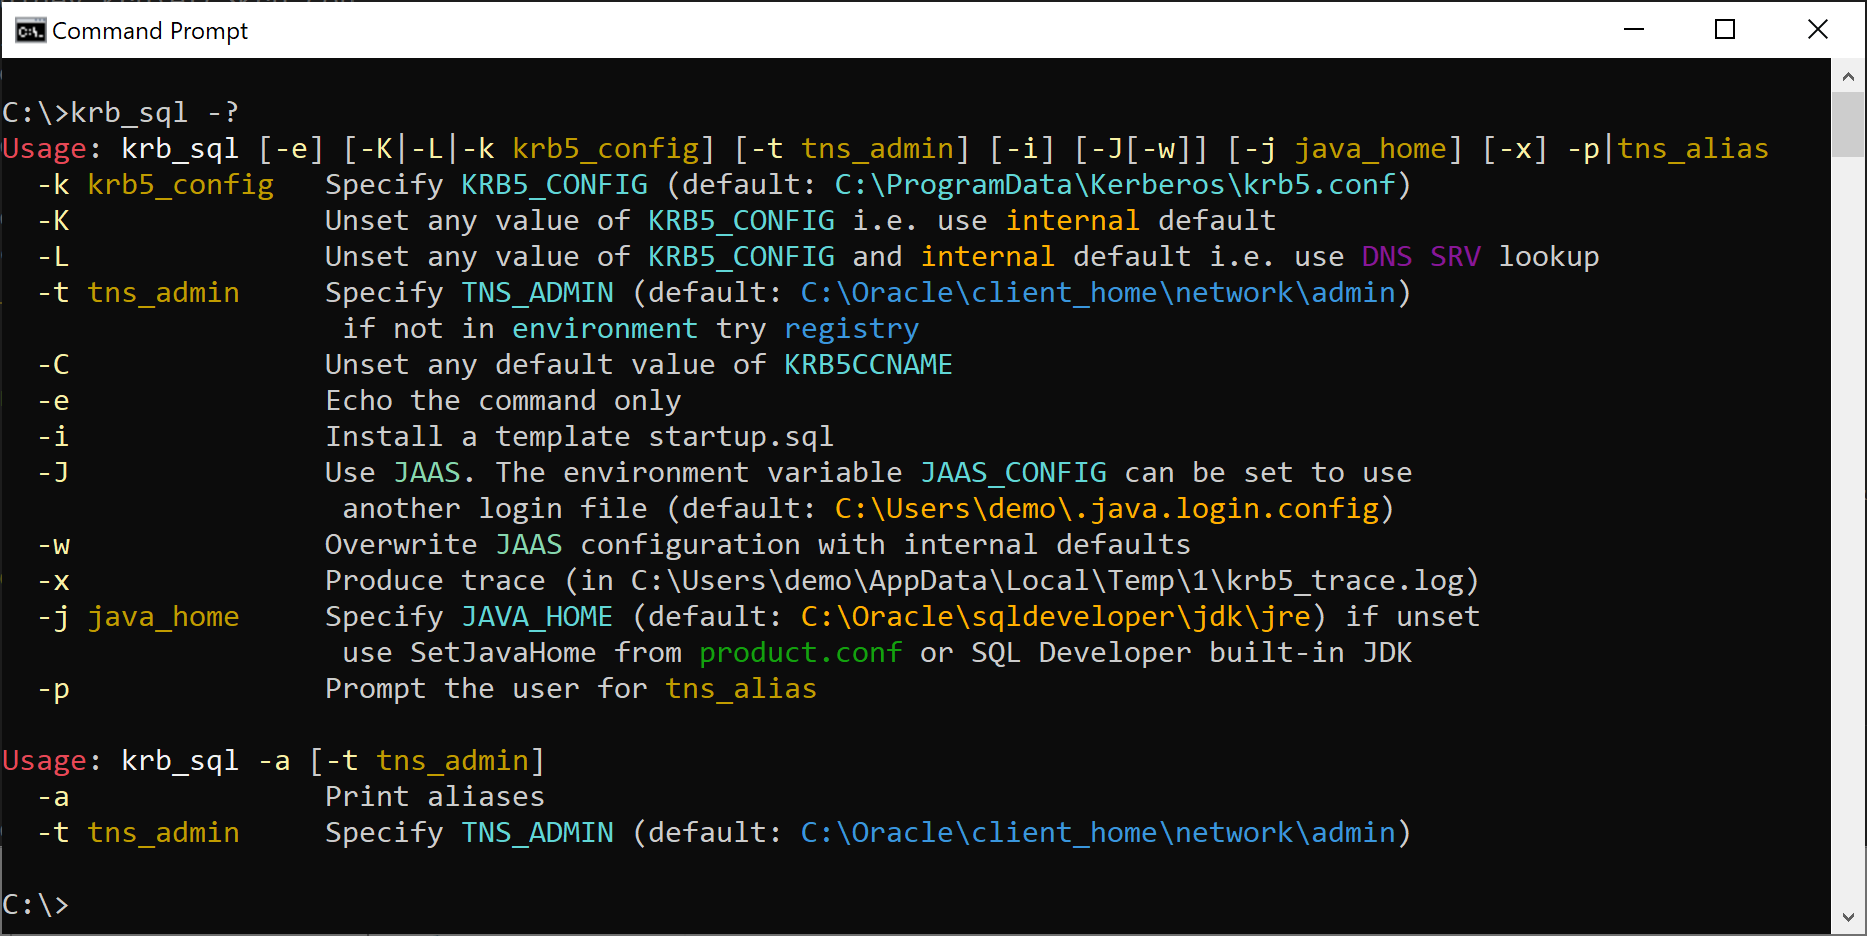 Command Prompt
C:\>krb_sql -?
Usage: krb_sql [-e] [-K|-L|-k krb5_config] [-t tns_admin] [-i] [-J[-w]] [-j java_home] [-x] -p|tns_alias
  -k krb5_config   Specify KRB5_CONFIG (default: C:\ProgramData\Kerberos\krb5.conf)
  -K               Unset any value of KRB5_CONFIG i.e. use internal default
  -L               Unset any value of KRB5_CONFIG and internal default i.e. use DNS SRV lookup
  -t tns_admin     Specify TNS_ADMIN (default: C:\Oracle\client_home\network\admin)
                    if not in environment try registry
  -C               Unset any default value of KRB5CCNAME
  -e               Echo the command only
  -i               Install a template startup.sql
  -J               Use JAAS. The environment variable JAAS_CONFIG can be set to use
                    another login file (default: C:\Users\demo\.java.login.config)
  -w               Overwrite JAAS configuration with internal defaults
  -x               Produce trace (in C:\Users\demo\AppData\Local\Temp\1\krb5_trace.log)
  -j java_home     Specify JAVA_HOME (default: C:\Oracle\sqldeveloper\jdk\jre) if unset
                    use SetJavaHome from product.conf or SQL Developer built-in JDK
  -p               Prompt the user for tns_alias
Usage: krb_sql -a [-t tns_admin]
  -a               Print aliases
  -t tns_admin     Specify TNS_ADMIN (default: C:\Oracle\client_home\network\admin)
C:\>